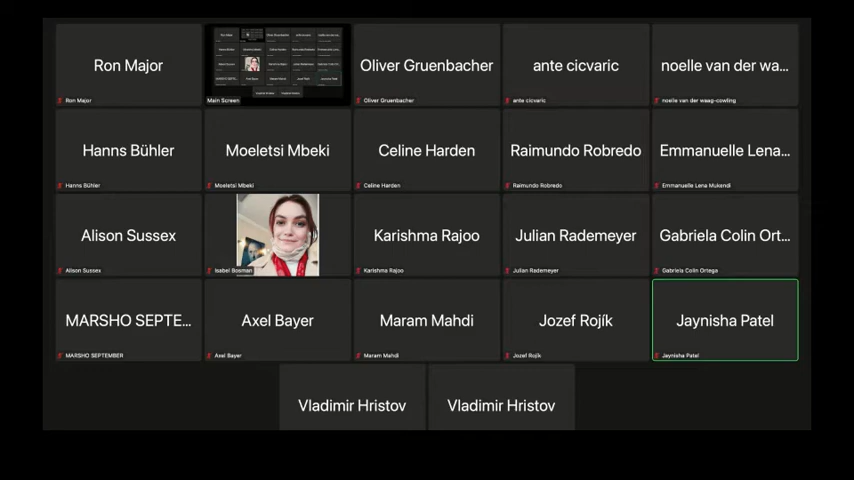 Ron Major
Ron Major
Main Screen
Oliver Gruenbacher
Oliver Gruenbacher
ante cicvaric
ante cicvaric
noelle van der wa...
noelle van der waag-cowling
Hanns Bühler
Hanns Bühler
Moeletsi Mbeki
Moeletsi Mbeki
Celine Harden
Celine Harden
Raimundo Robredo
Raimundo Robredo
Emmanuelle Lena...
Emmanuelle Lena Mukendi
Alison Sussex
Alison Sussex
Isabel Bosman
Karishma Rajoo
Karishma Rajoo
Julian Rademeyer
Julian Rademeyer
Gabriela Colin Ort...
Gabriela Colin Ortega
MARSHO SEPTE...
MARSHO SEPTEMBER
Axel Bayer
Axel Bayer
Maram Mahdi
Maram Mahdi
Jozef Rojík
Jozef Rojík
Jaynisha Patel
Jaynisha Patel
Vladimir Hristov
Vladimir Hristov